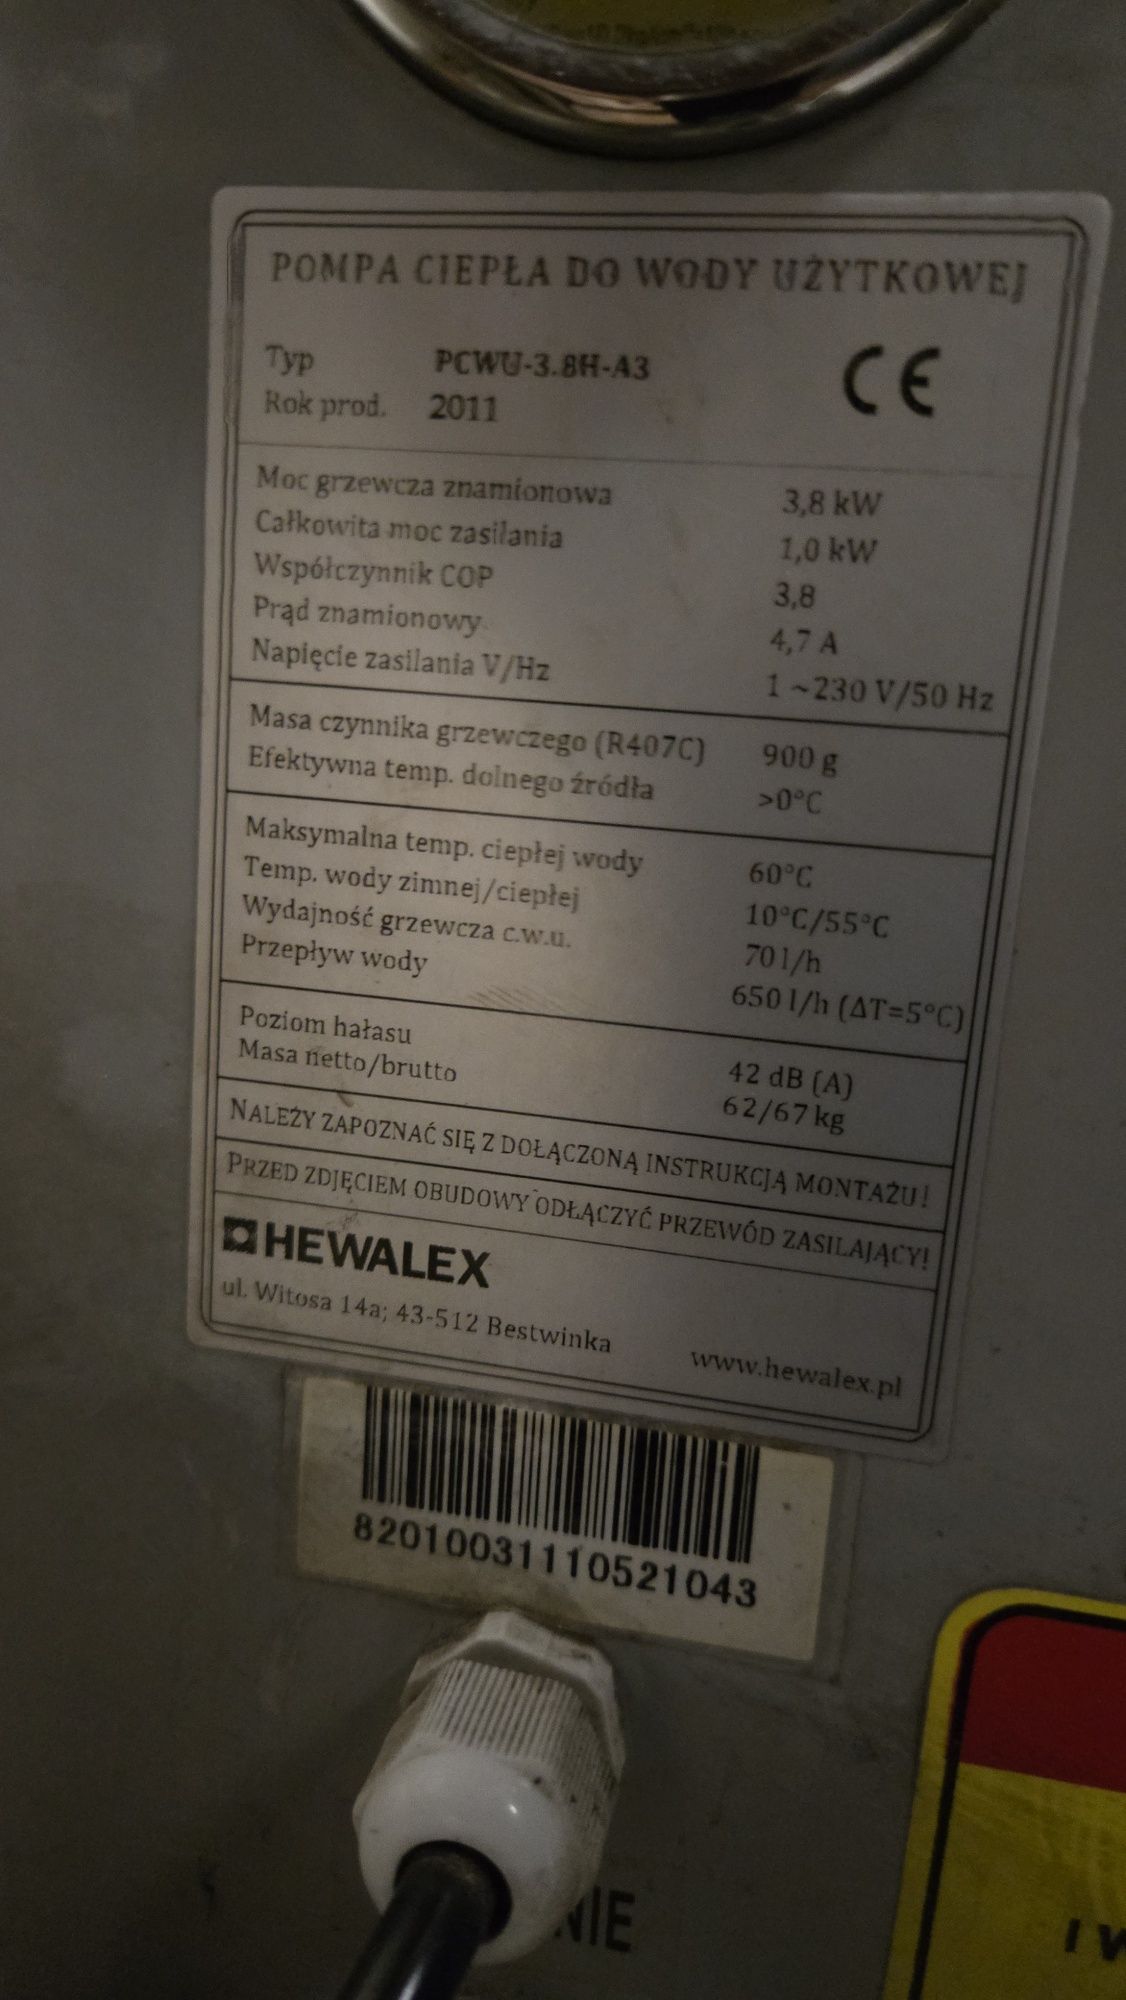 POMPA CIEPŁA DO WODY UŻYTKOWEJ
Typ PCWU-3.8H-A3
Rok prod. 2011
CE
Moc grzewcza znamionowa 3,8 kW
Całkowita moc zasilania 1,0 kW
Współczynnik COP 3,8
Prąd znamionowy 4,7 A
Napięcie zasilania V/Hz 1 ~230 V/50 Hz
Masa czynnika grzewczego (R407C) 900 g
Efektywna temp. dolnego źródła >0°C
Maksymalna temp. ciepłej wody 60°C
Temp. wody zimnej/ciepłej 10°C/55°C
Wydajność grzewcza c.w.u. 70 l/h
Przepływ wody 650 l/h (ΔT=5°C)
Poziom hałasu 42 dB (A)
Masa netto/brutto 62/67 kg
NALEŻY ZAPOZNAĆ SIĘ Z DOŁĄCZONĄ INSTRUKCJĄ MONTAŻU!
PRZED ZDJĘCIEM OBUDOWY ODŁĄCZYĆ PRZEWÓD ZASILAJĄCY!
HEWALEX
ul. Witosa 14a; 43-512 Bestwinka
www.hewalex.pl
82010031110521043
NIE